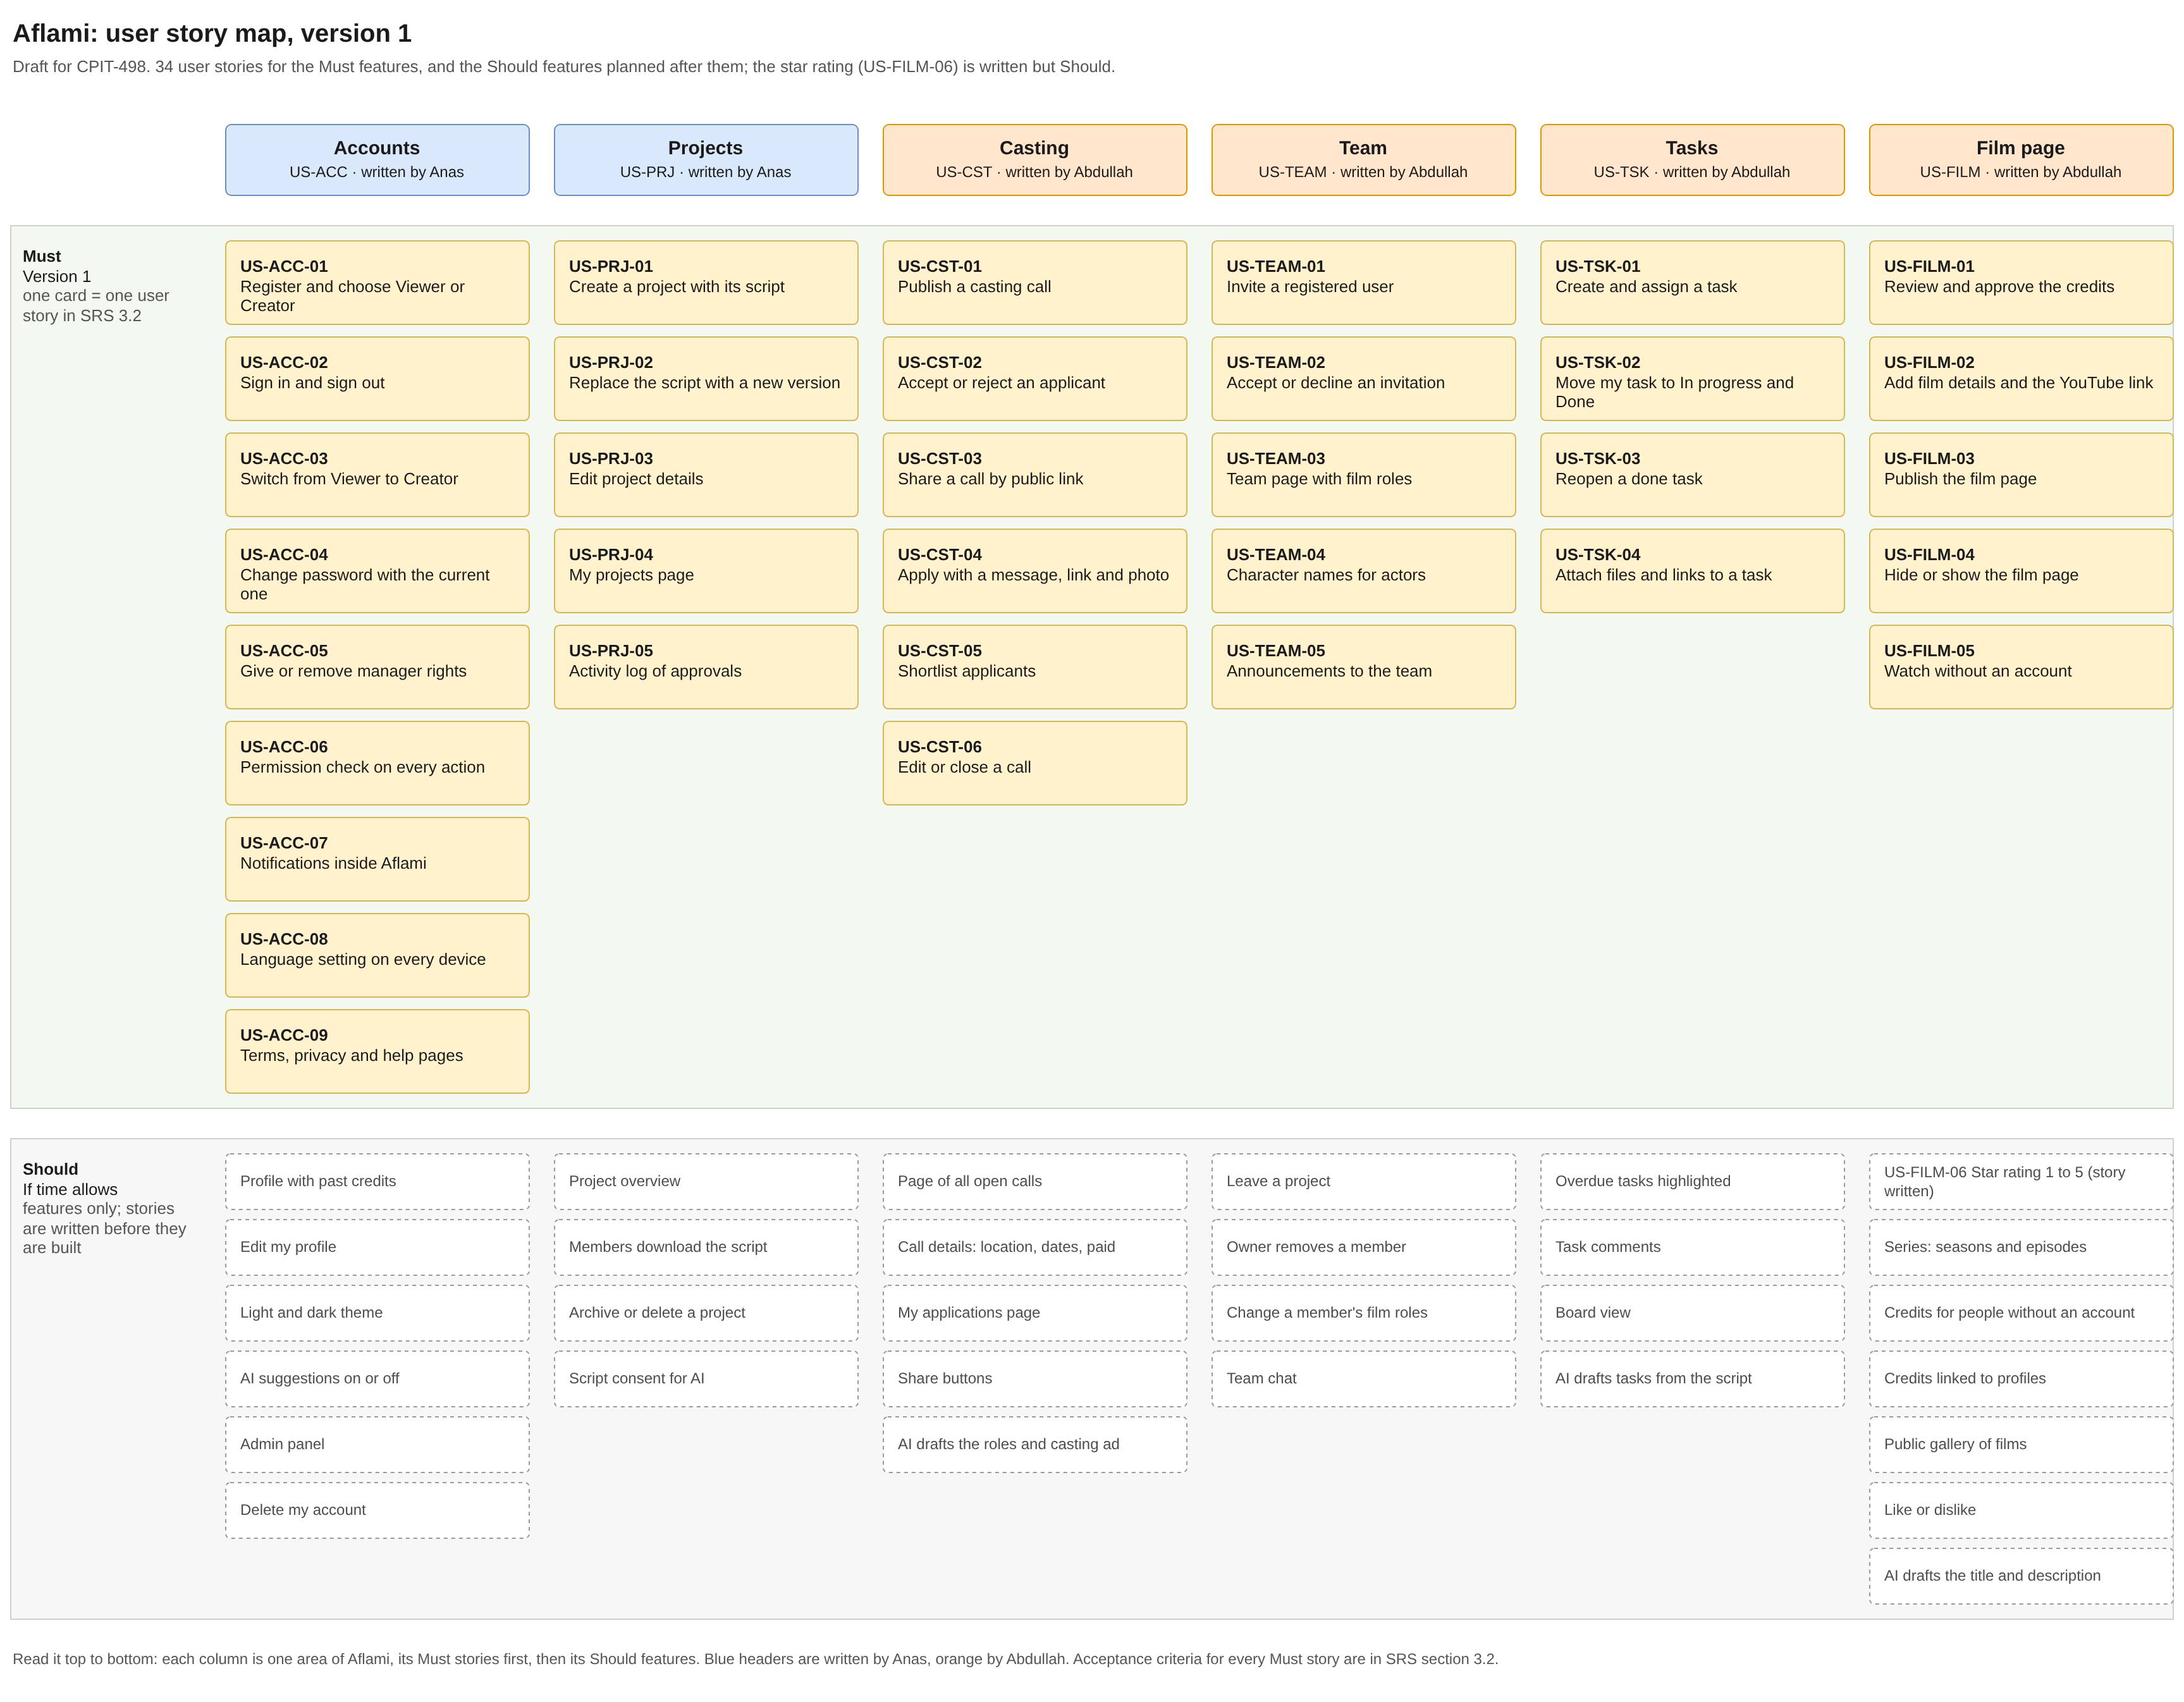 Aflami: user story map, version 1
Draft for CPIT-498. 34 user stories for the Must features, and the Should features planned after them; the star rating (US-FILM-06) is written but Should.
Accounts
US-ACC · written by Anas
Projects
US-PRJ · written by Anas
Casting
US-CST · written by Abdullah
Team
US-TEAM · written by Abdullah
Tasks
US-TSK · written by Abdullah
Film page
US-FILM · written by Abdullah
Must
Version 1
one card = one user
story in SRS 3.2
US-ACC-01
Register and choose Viewer or
Creator
US-PRJ-01
Create a project with its script
US-CST-01
Publish a casting call
US-TEAM-01
Invite a registered user
US-TSK-01
Create and assign a task
US-FILM-01
Review and approve the credits
US-ACC-02
Sign in and sign out
US-PRJ-02
Replace the script with a new version
US-CST-02
Accept or reject an applicant
US-TEAM-02
Accept or decline an invitation
US-TSK-02
Move my task to In progress and
Done
US-FILM-02
Add film details and the YouTube link
US-ACC-03
Switch from Viewer to Creator
US-PRJ-03
Edit project details
US-CST-03
Share a call by public link
US-TEAM-03
Team page with film roles
US-TSK-03
Reopen a done task
US-FILM-03
Publish the film page
US-ACC-04
Change password with the current
one
US-PRJ-04
My projects page
US-CST-04
Apply with a message, link and photo
US-TEAM-04
Character names for actors
US-TSK-04
Attach files and links to a task
US-FILM-04
Hide or show the film page
US-ACC-05
Give or remove manager rights
US-PRJ-05
Activity log of approvals
US-CST-05
Shortlist applicants
US-TEAM-05
Announcements to the team
US-FILM-05
Watch without an account
US-ACC-06
Permission check on every action
US-CST-06
Edit or close a call
US-ACC-07
Notifications inside Aflami
US-ACC-08
Language setting on every device
US-ACC-09
Terms, privacy and help pages
Should
If time allows
features only; stories
are written before they
are built
Profile with past credits
Project overview
Page of all open calls
Leave a project
Overdue tasks highlighted
US-FILM-06 Star rating 1 to 5 (story
written)
Edit my profile
Members download the script
Call details: location, dates, paid
Owner removes a member
Task comments
Series: seasons and episodes
Light and dark theme
Archive or delete a project
My applications page
Change a member's film roles
Board view
Credits for people without an account
AI suggestions on or off
Script consent for AI
Share buttons
Team chat
AI drafts tasks from the script
Credits linked to profiles
Admin panel
AI drafts the roles and casting ad
Public gallery of films
Delete my account
Like or dislike
AI drafts the title and description
Read it top to bottom: each column is one area of Aflami, its Must stories first, then its Should features. Blue headers are written by Anas, orange by Abdullah. Acceptance criteria for every Must story are in SRS section 3.2.